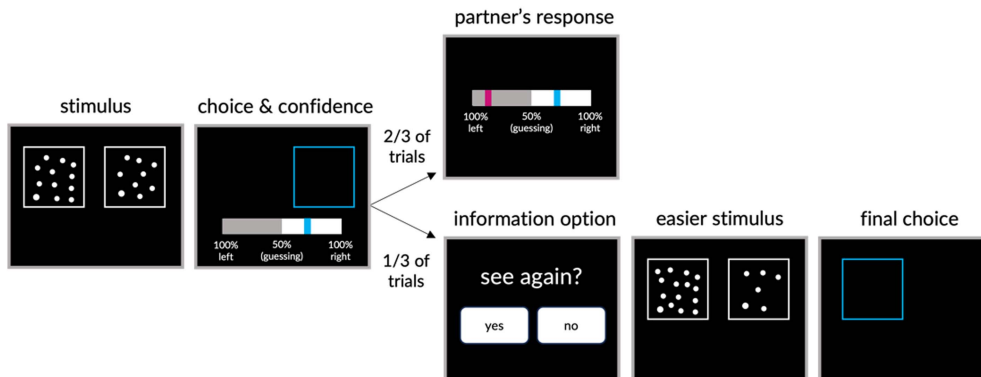 partner's response
100% 50% 100%
left (guessing) right
stimulus
choice & confidence
100% 50% 100%
left (guessing) right
2/3 of
trials
1/3 of
trials
information option
see again?
yes no
easier stimulus
final choice